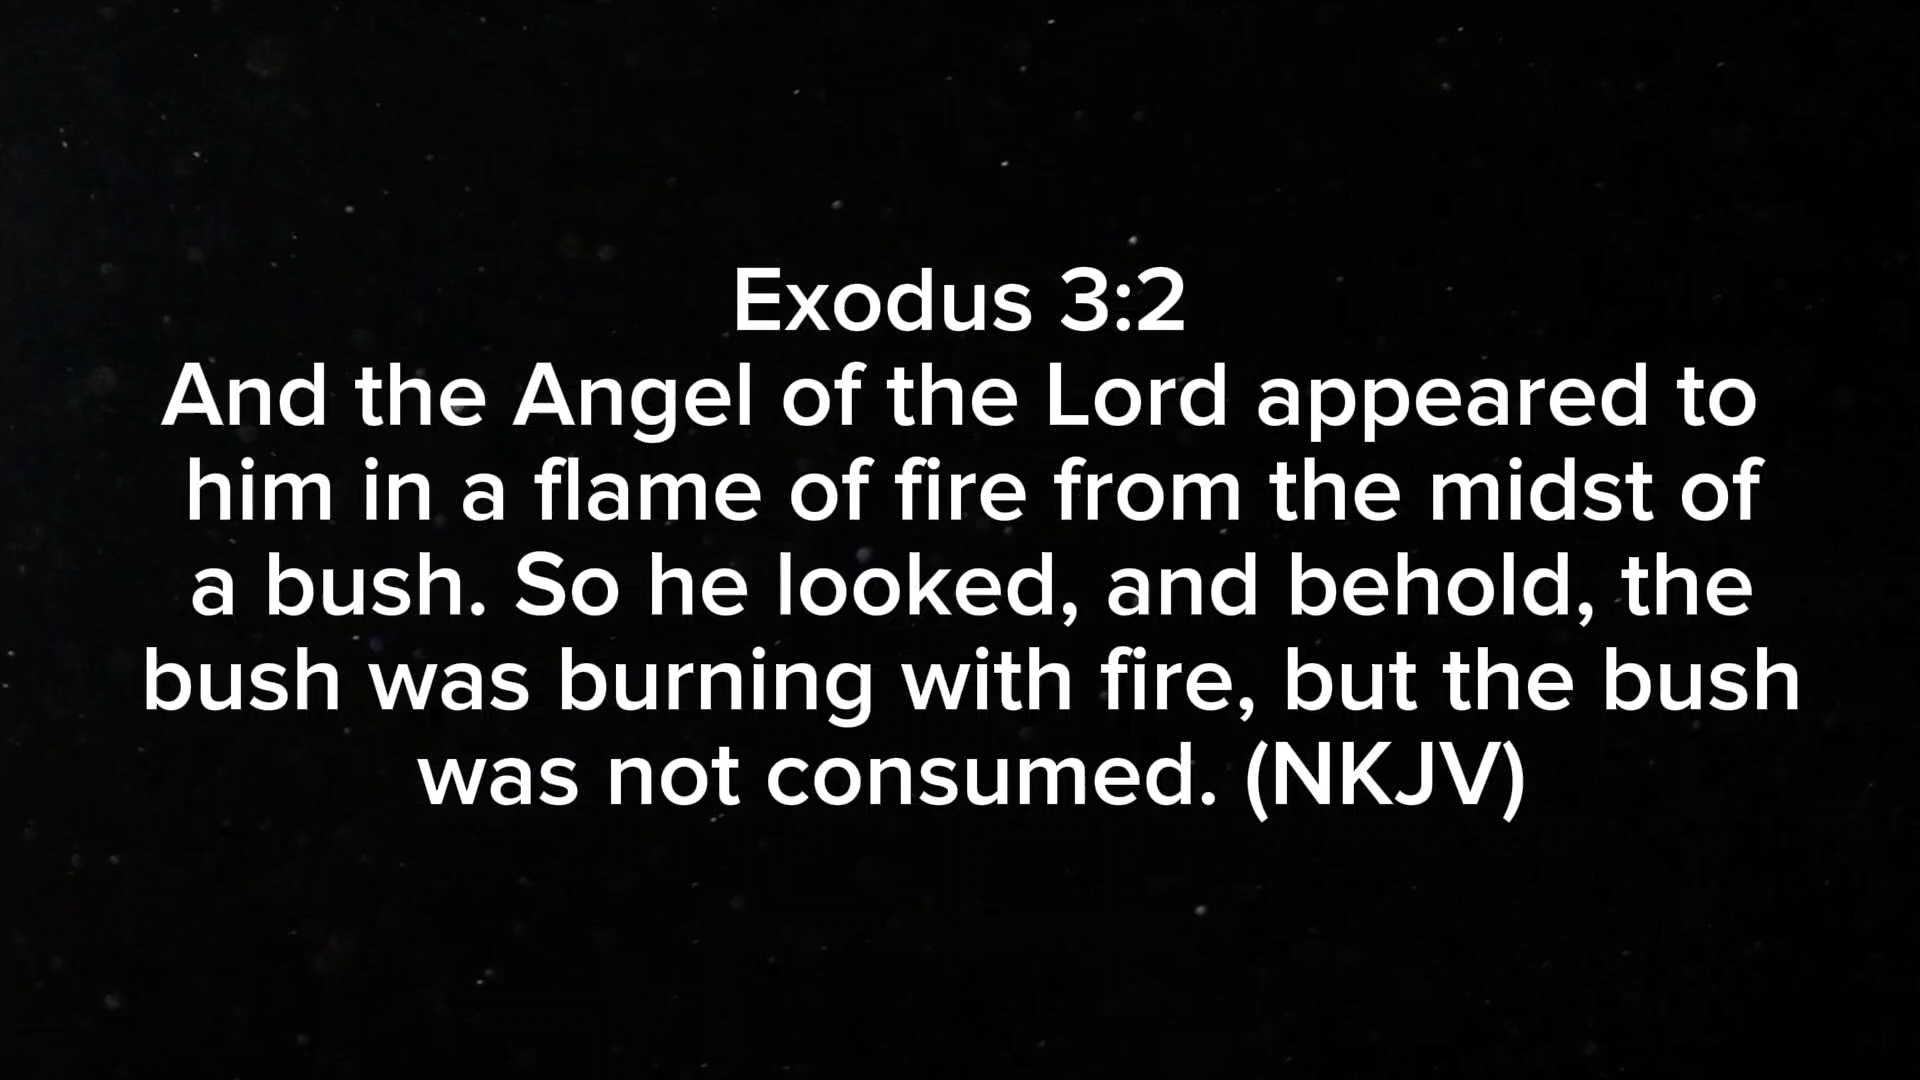 Exodus 3:2
And the Angel of the Lord appeared to
him in a flame of fire from the midst of
a bush. So he looked, and behold, the
bush was burning with fire, but the bush
was not consumed. (NKJV)